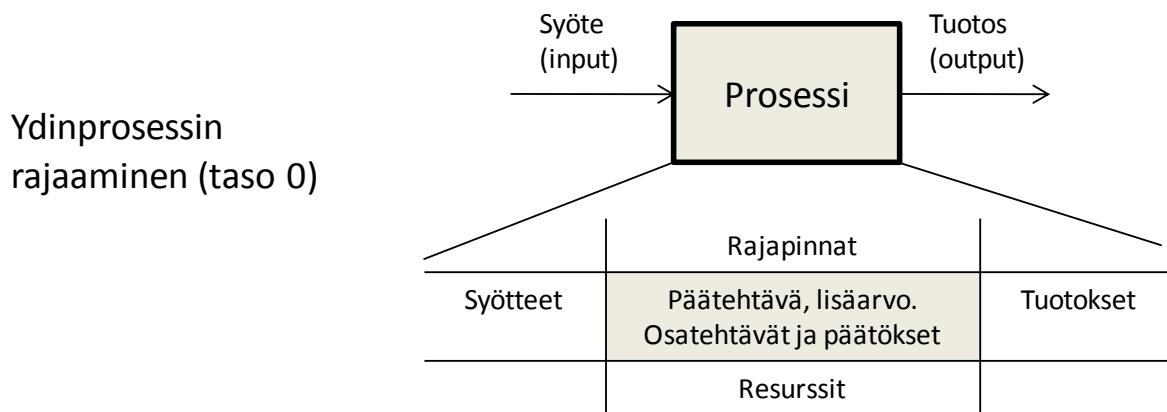 Syöte
(input)
Tuotos
(output)
Prosessi
Ydinprosessin
rajaaminen (taso 0)
Rajapinnat
Syötteet
Päätehtävä, lisäarvo.
Osatehtävät ja päätökset
Tuotokset
Resurssit